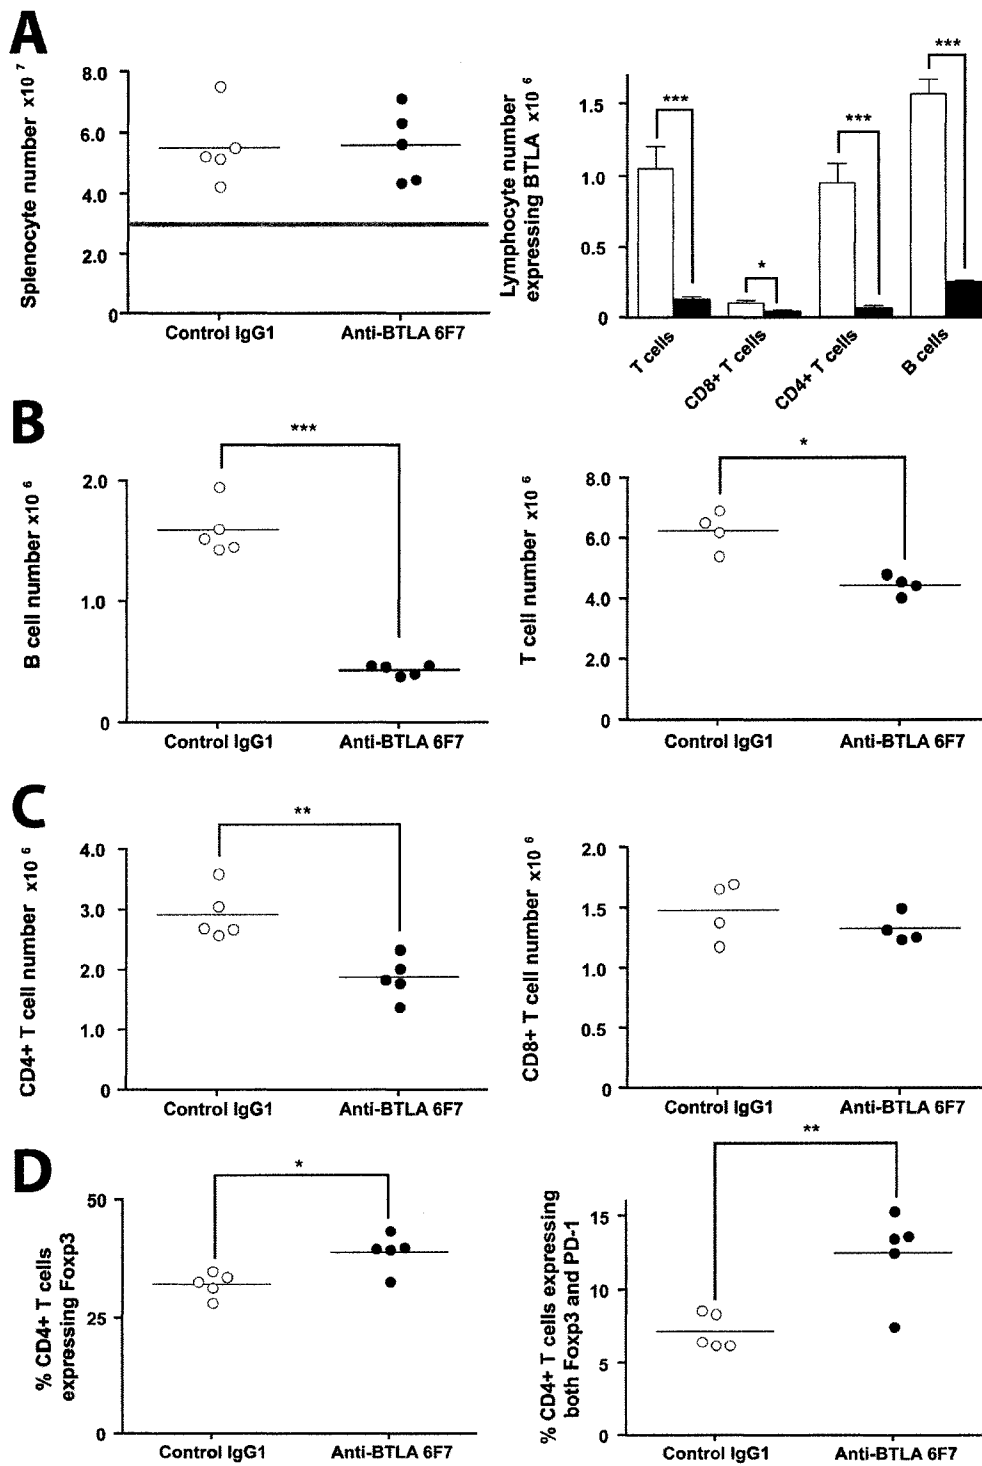 A
Splenocyte number x10 7
8.0
6.0
4.0
2.0
0
Control IgG1
Anti-BTLA 6F7
Lymphocyte number
expressing BTLA x10 6
1.5
1.0
0.5
0
***
*
***
***
T cells
CD8+ T cells
CD4+ T cells
B cells
B
B cell number x10 6
2.0
1.0
0
***
Control IgG1
Anti-BTLA 6F7
T cell number x10 6
8.0
6.0
4.0
2.0
0
*
Control IgG1
Anti-BTLA 6F7
C
CD4+ T cell number x10 6
4.0
3.0
2.0
1.0
0
**
Control IgG1
Anti-BTLA 6F7
CD8+ T cell number x10 6
2.0
1.5
1.0
0.5
0
Control IgG1
Anti-BTLA 6F7
D
% CD4+ T cells
expressing Foxp3
50
25
0
*
Control IgG1
Anti-BTLA 6F7
% CD4+ T cells expressing
both Foxp3 and PD-1
15
10
5
0
**
Control IgG1
Anti-BTLA 6F7